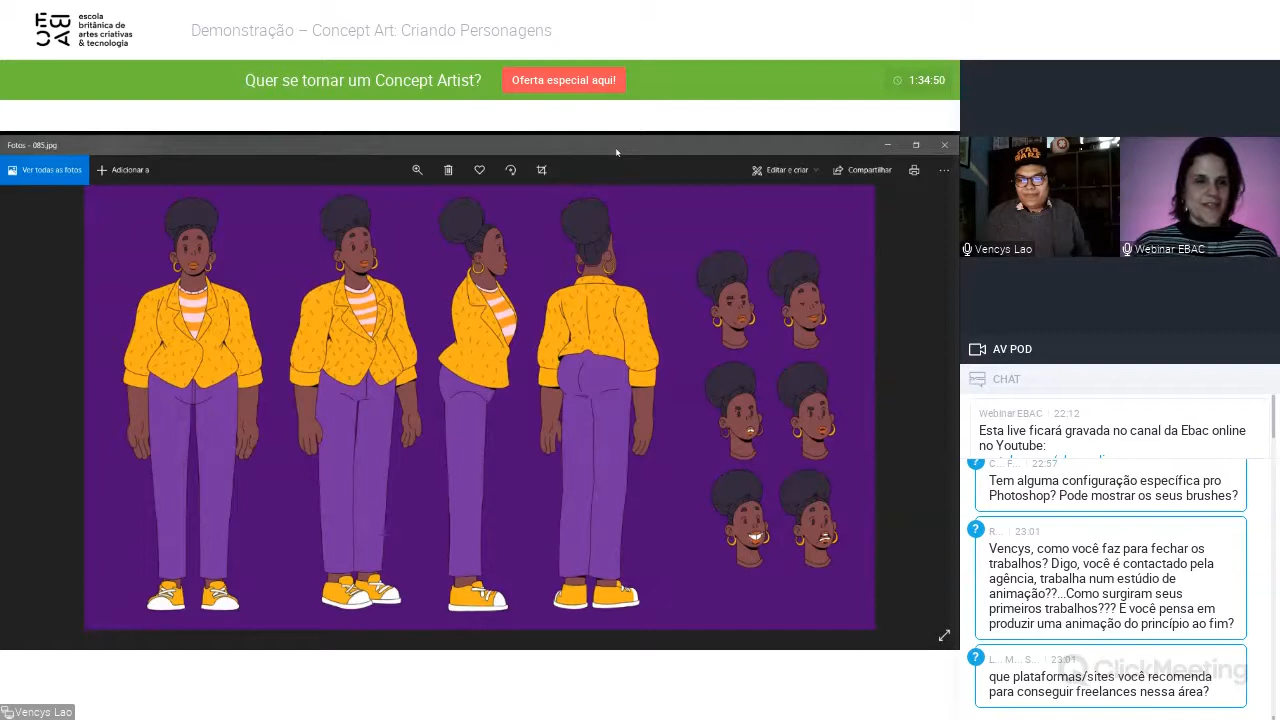 escola
britânica de
artes criativas
& tecnologia
EBAC
Demonstração – Concept Art: Criando Personagens
Quer se tornar um Concept Artist?
Oferta especial aqui!
1:34:50
Fotos - 085.jpg
Ver todas as fotos
Adicionar a
Editar e criar
Compartilhar
STAR
WARS
Vencys Lao
Webinar EBAC
AV POD
CHAT
Webinar EBAC 22:12
Esta live ficará gravada no canal da Ebac online
no Youtube:
C... F... 22:57
Tem alguma configuração específica pro
Photoshop? Pode mostrar os seus brushes?
? R... 23:01
Vencys, como você faz para fechar os
trabalhos? Digo, você é contactado pela
agência, trabalha num estúdio de
animação??...Como surgiram seus
primeiros trabalhos??? E você pensa em
produzir uma animação do princípio ao fim?
? L... M... S... 23:01
ClickMeeting
que plataformas/sites você recomenda
para conseguir freelances nessa área?
Vencys Lao